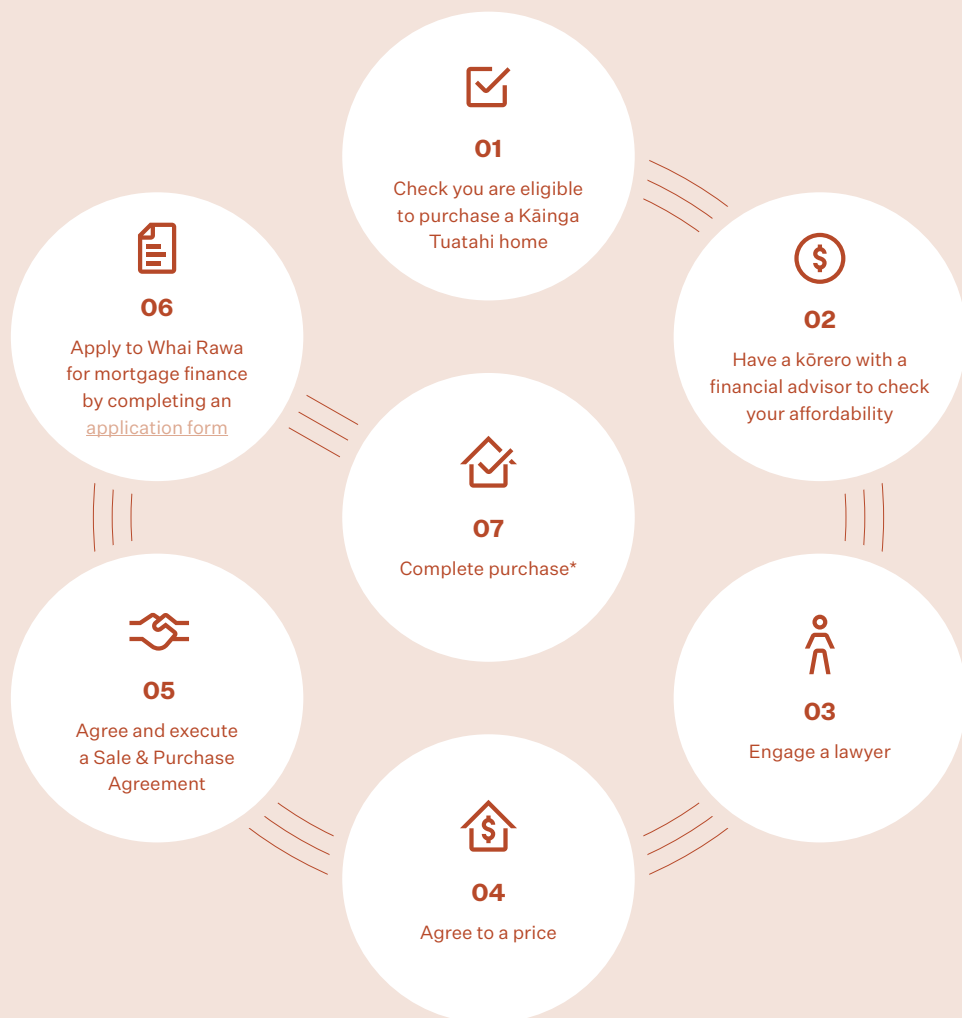 01
Check you are eligible
to purchase a Kāinga
Tuatahi home
02
Have a kōrero with a
financial advisor to check
your affordability
03
Engage a lawyer
04
Agree to a price
05
Agree and execute
a Sale & Purchase
Agreement
06
Apply to Whai Rawa
for mortgage finance
by completing an
application form
07
Complete purchase*